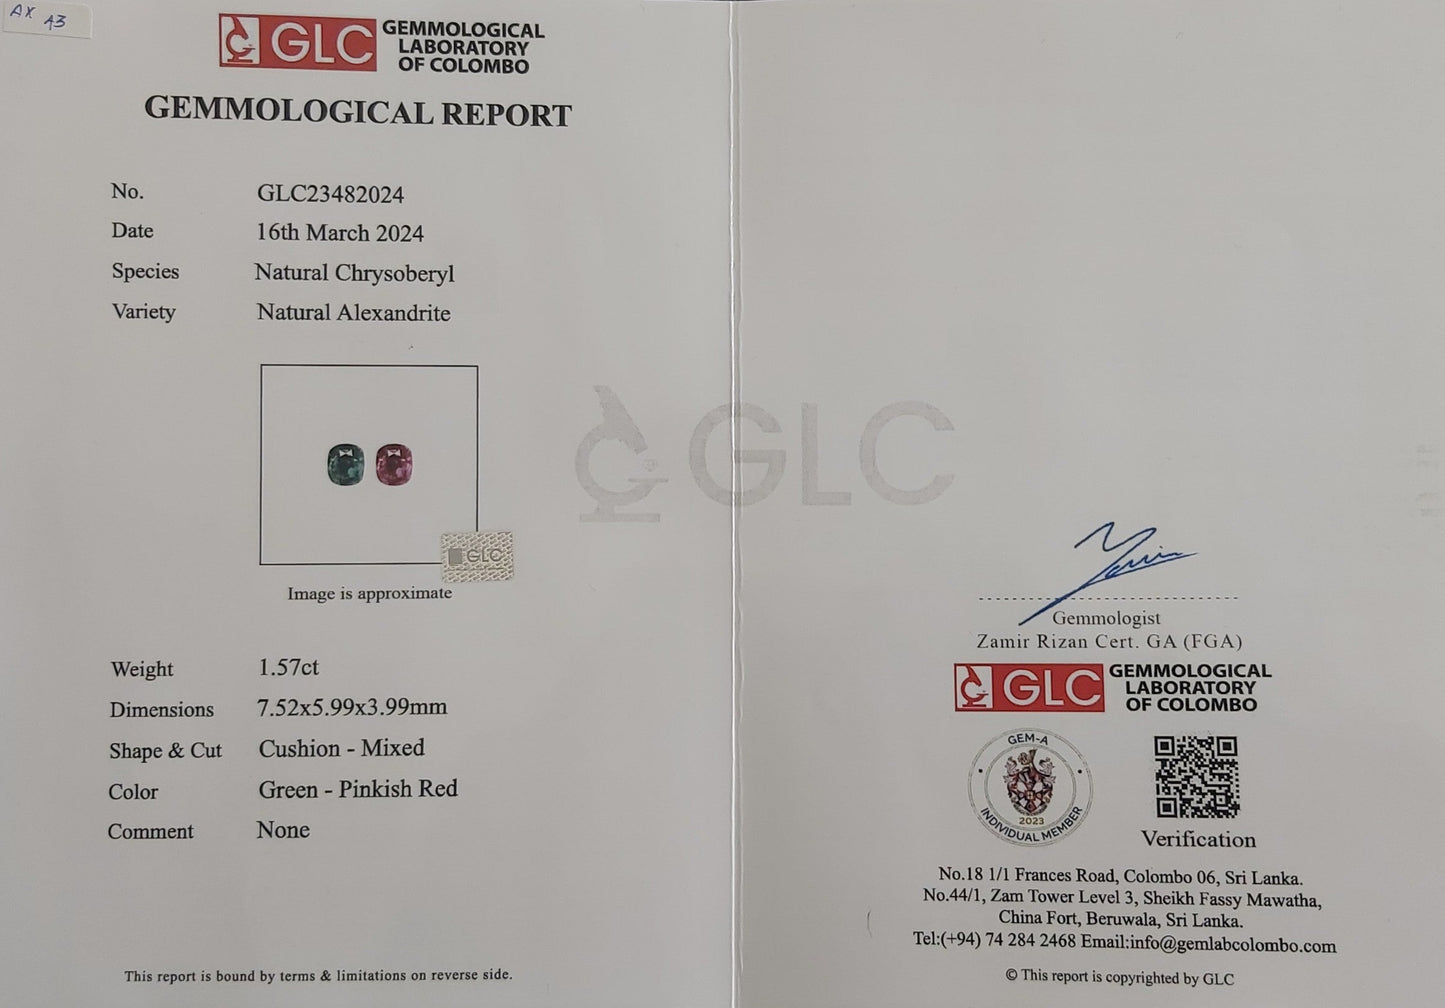 AX A3
GLC GEMMOLOGICAL
LABORATORY
OF COLOMBO
GEMMOLOGICAL REPORT
No. GLC23482024
Date 16th March 2024
Species Natural Chrysoberyl
Variety Natural Alexandrite
GLC
Image is approximate
Weight 1.57ct
Dimensions 7.52x5.99x3.99mm
Shape & Cut Cushion - Mixed
Color Green - Pinkish Red
Comment None
This report is bound by terms & limitations on reverse side.
GLC
Gemmologist
Zamir Rizan Cert. GA (FGA)
GLC GEMMOLOGICAL
LABORATORY
OF COLOMBO
GEM-A
2023
INDIVIDUAL MEMBER
Verification
No.18 1/1 Frances Road, Colombo 06, Sri Lanka.
No.44/1, Zam Tower Level 3, Sheikh Fassy Mawatha,
China Fort, Beruwala, Sri Lanka.
Tel:(+94) 74 284 2468 Email:info@gemlabcolombo.com
© This report is copyrighted by GLC